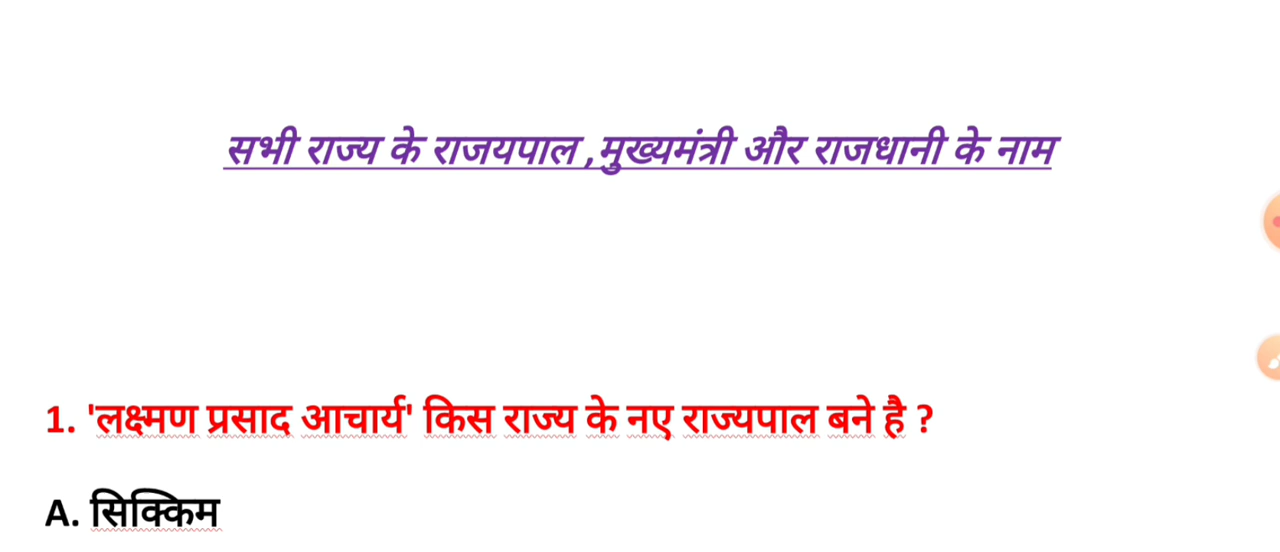 सभी राज्य के राजयपाल ,मुख्यमंत्री और राजधानी के नाम
1. 'लक्ष्मण प्रसाद आचार्य' किस राज्य के नए राज्यपाल बने है ?
A. सिक्किम